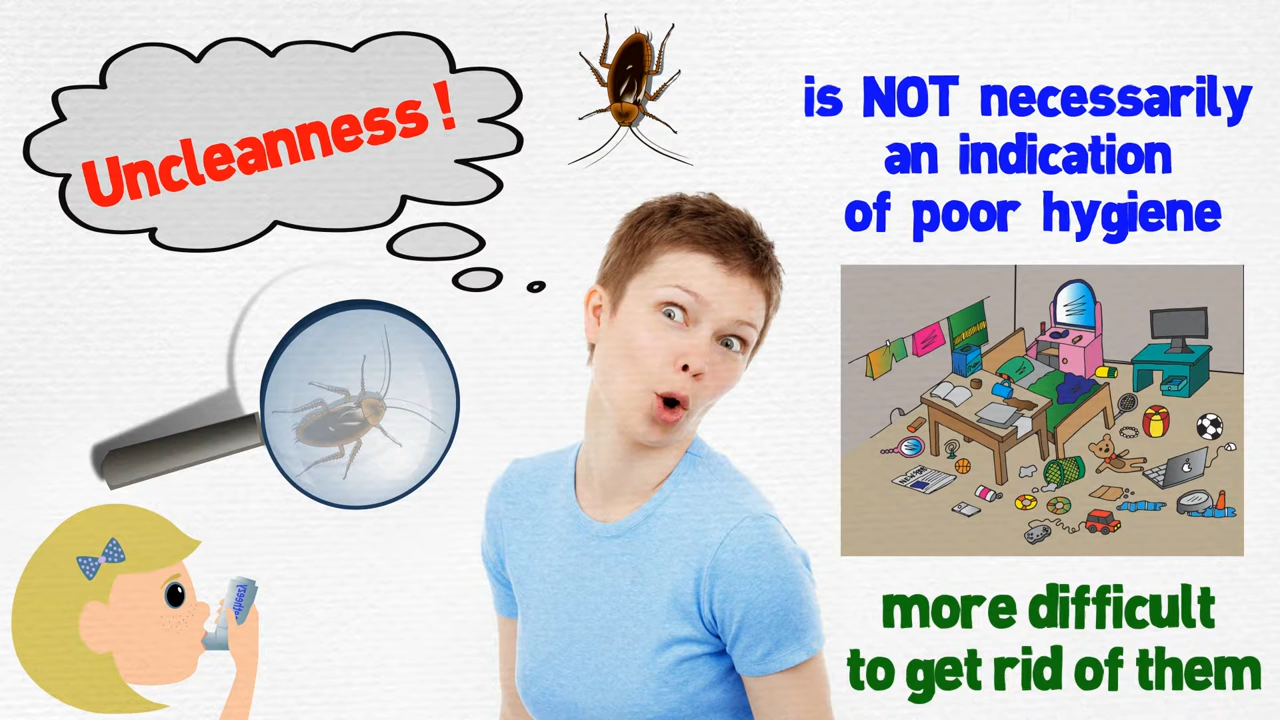 Uncleanness !
is NOT necessarily
an indication
of poor hygiene
more difficult
to get rid of them